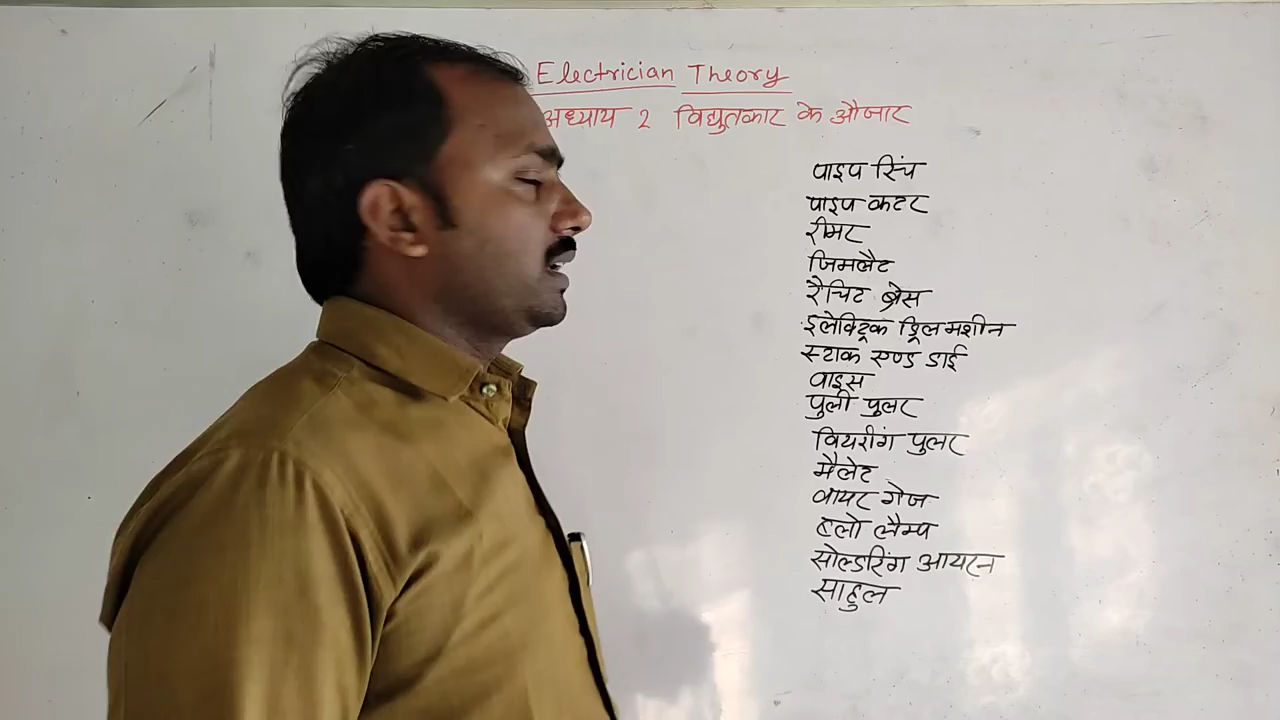 Electrician Theory
अध्याय 2 विद्युतकार के औजार
पाइप रिंच
पाइप कटर
रीमर
जिमलैट
रैचिट ब्रेस
इलेक्ट्रिक ड्रिल मशीन
स्टाक एण्ड डाई
वाइस
पुली पुलर
वियरींग पुलर
मैलेट
वायर गेज
ब्लो लैम्प
सोल्डरिंग आयरन
साहुल